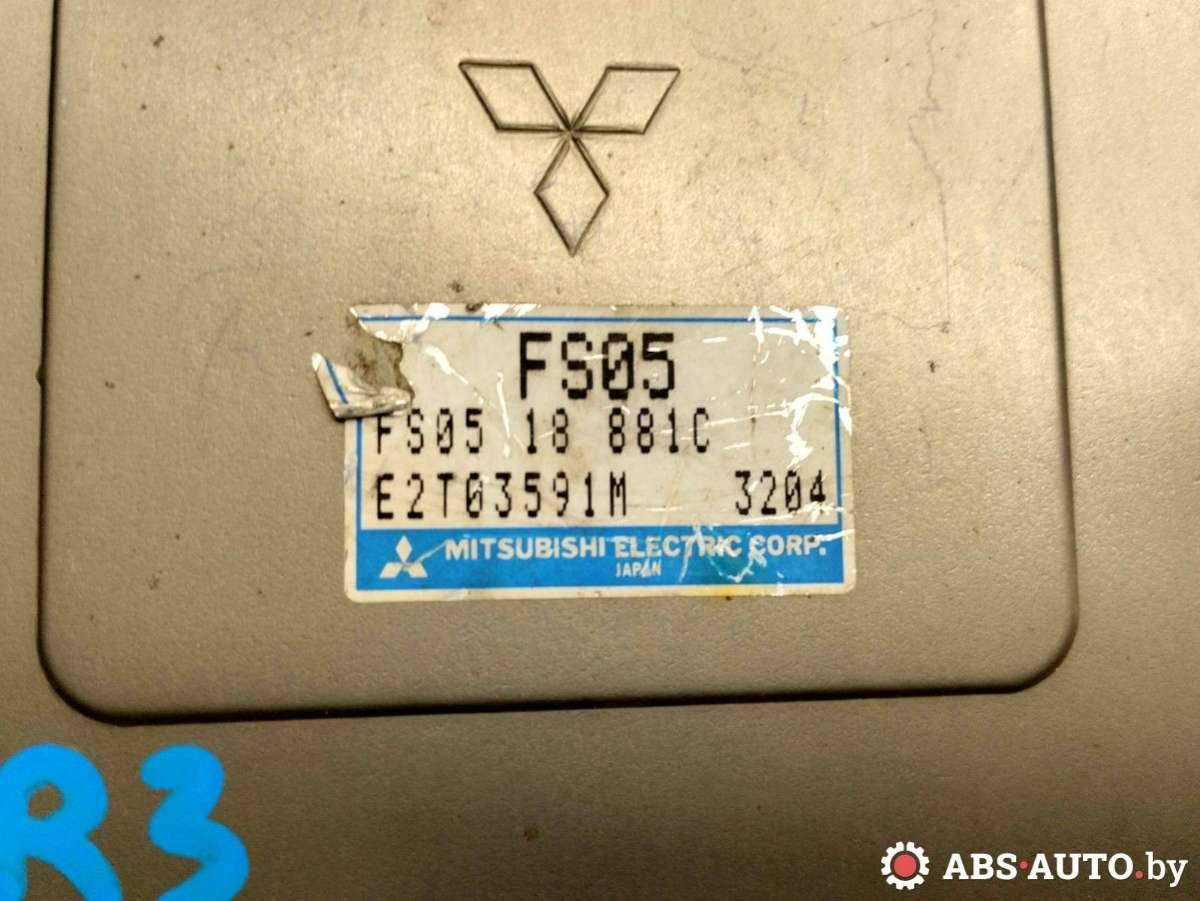 FS05
FS05 18 881C
E2T03591M 3204
MITSUBISHI ELECTRIC CORP.
JAPAN
R3
ABS·AUTO.by